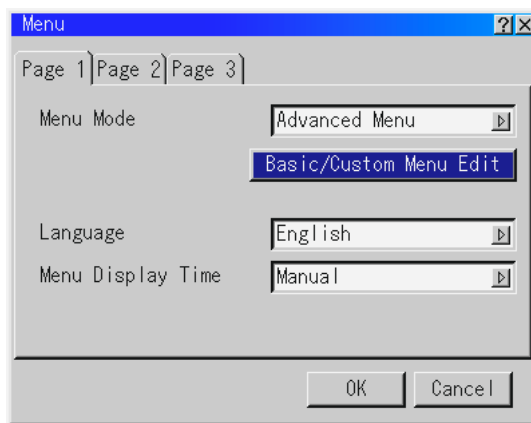 Menu ? ×
Page 1 Page 2 Page 3
Menu Mode Advanced Menu
Basic/Custom Menu Edit
Language English
Menu Display Time Manual
OK Cancel